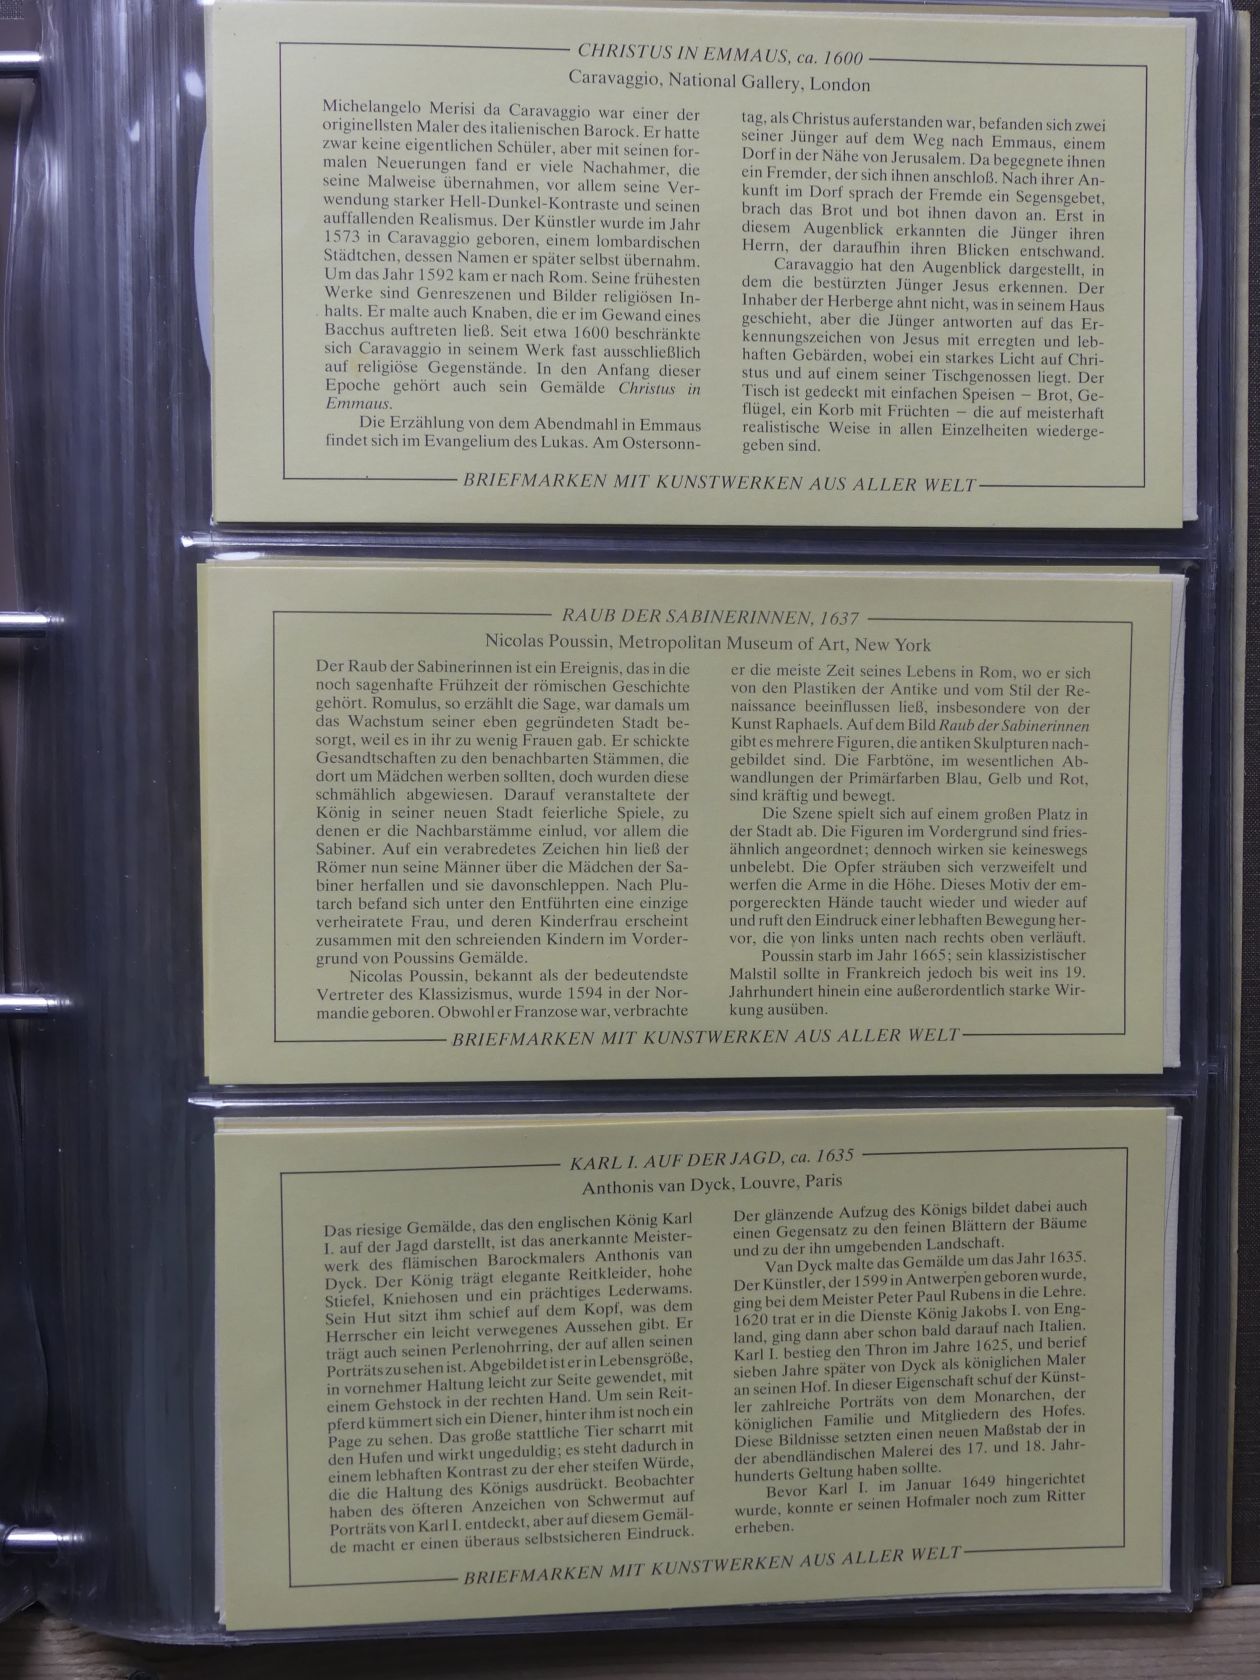 CHRISTUS IN EMMAUS, ca. 1600
Caravaggio, National Gallery, London
Michelangelo Merisi da Caravaggio war einer der
originellsten Maler des italienischen Barock. Er hatte
zwar keine eigentlichen Schüler, aber mit seinen for-
malen Neuerungen fand er viele Nachahmer, die
seine Malweise übernahmen, vor allem seine Ver-
wendung starker Hell-Dunkel-Kontraste und seinen
auffallenden Realismus. Der Künstler wurde im Jahr
1573 in Caravaggio geboren, einem lombardischen
Städtchen, dessen Namen er später selbst übernahm.
Um das Jahr 1592 kam er nach Rom. Seine frühesten
Werke sind Genreszenen und Bilder religiösen In-
halts. Er malte auch Knaben, die er im Gewand eines
Bacchus auftreten ließ. Seit etwa 1600 beschränkte
sich Caravaggio in seinem Werk fast ausschließlich
auf religiöse Gegenstände. In den Anfang dieser
Epoche gehört auch sein Gemälde Christus in
Emmaus.
Die Erzählung von dem Abendmahl in Emmaus
findet sich im Evangelium des Lukas. Am Ostersonn-
tag, als Christus auferstanden war, befanden sich zwei
seiner Jünger auf dem Weg nach Emmaus, einem
Dorf in der Nähe von Jerusalem. Da begegnete ihnen
ein Fremder, der sich ihnen anschloß. Nach ihrer An-
kunft im Dorf sprach der Fremde ein Segensgebet,
brach das Brot und bot ihnen davon an. Erst in
diesem Augenblick erkannten die Jünger ihren
Herrn, der daraufhin ihren Blicken entschwand.
Caravaggio hat den Augenblick dargestellt, in
dem die bestürzten Jünger Jesus erkennen. Der
Inhaber der Herberge ahnt nicht, was in seinem Haus
geschieht, aber die Jünger antworten auf das Er-
kennungszeichen von Jesus mit erregten und leb-
haften Gebärden, wobei ein starkes Licht auf Chri-
stus und auf einem seiner Tischgenossen liegt. Der
Tisch ist gedeckt mit einfachen Speisen – Brot, Ge-
flügel, ein Korb mit Früchten – die auf meisterhaft
realistische Weise in allen Einzelheiten wiederge-
geben sind.
BRIEFMARKEN MIT KUNSTWERKEN AUS ALLER WELT
RAUB DER SABINERINNEN, 1637
Nicolas Poussin, Metropolitan Museum of Art, New York
Der Raub der Sabinerinnen ist ein Ereignis, das in die
noch sagenhafte Frühzeit der römischen Geschichte
gehört. Romulus, so erzählt die Sage, war damals um
das Wachstum seiner eben gegründeten Stadt be-
sorgt, weil es in ihr zu wenig Frauen gab. Er schickte
Gesandtschaften zu den benachbarten Stämmen, die
dort um Mädchen werben sollten, doch wurden diese
schmählich abgewiesen. Darauf veranstaltete der
König in seiner neuen Stadt feierliche Spiele, zu
denen er die Nachbarstämme einlud, vor allem die
Sabiner. Auf ein verabredetes Zeichen hin ließ der
Römer nun seine Männer über die Mädchen der Sa-
biner herfallen und sie davonschleppen. Nach Plu-
tarch befand sich unter den Entführten eine einzige
verheiratete Frau, und deren Kinderfrau erscheint
zusammen mit den schreienden Kindern im Vorder-
grund von Poussins Gemälde.
Nicolas Poussin, bekannt als der bedeutendste
Vertreter des Klassizismus, wurde 1594 in der Nor-
mandie geboren. Obwohl er Franzose war, verbrachte
er die meiste Zeit seines Lebens in Rom, wo er sich
von den Plastiken der Antike und vom Stil der Re-
naissance beeinflussen ließ, insbesondere von der
Kunst Raphaels. Auf dem Bild Raub der Sabinerinnen
gibt es mehrere Figuren, die antiken Skulpturen nach-
gebildet sind. Die Farbtöne, im wesentlichen Ab-
wandlungen der Primärfarben Blau, Gelb und Rot,
sind kräftig und bewegt.
Die Szene spielt sich auf einem großen Platz in
der Stadt ab. Die Figuren im Vordergrund sind fries-
ähnlich angeordnet; dennoch wirken sie keineswegs
unbelebt. Die Opfer sträuben sich verzweifelt und
werfen die Arme in die Höhe. Dieses Motiv der em-
porgereckten Hände taucht wieder und wieder auf
und ruft den Eindruck einer lebhaften Bewegung her-
vor, die von links unten nach rechts oben verläuft.
Poussin starb im Jahr 1665; sein klassizistischer
Malstil sollte in Frankreich jedoch bis weit ins 19.
Jahrhundert hinein eine außerordentlich starke Wir-
kung ausüben.
BRIEFMARKEN MIT KUNSTWERKEN AUS ALLER WELT
KARL I. AUF DER JAGD, ca. 1635
Anthonis van Dyck, Louvre, Paris
Das riesige Gemälde, das den englischen König Karl
I. auf der Jagd darstellt, ist das anerkannte Meister-
werk des flämischen Barockmalers Anthonis van
Dyck. Der König trägt elegante Reitkleider, hohe
Stiefel, Kniehosen und ein prächtiges Lederwams.
Sein Hut sitzt ihm schief auf dem Kopf, was dem
Herrscher ein leicht verwegenes Aussehen gibt. Er
trägt auch seinen Perlenohrring, der auf allen seinen
Porträts zu sehen ist. Abgebildet ist er in Lebensgröße,
in vornehmer Haltung leicht zur Seite gewendet, mit
einem Gehstock in der rechten Hand. Um sein Reit-
pferd kümmert sich ein Diener, hinter ihm ist noch ein
Page zu sehen. Das große stattliche Tier scharrt mit
den Hufen und wirkt ungeduldig; es steht dadurch in
einem lebhaften Kontrast zu der eher steifen Würde,
die die Haltung des Königs ausdrückt. Beobachter
haben des öfteren Anzeichen von Schwermut auf
Porträts von Karl I. entdeckt, aber auf diesem Gemäl-
de macht er einen überaus selbstsicheren Eindruck.
Der glänzende Aufzug des Königs bildet dabei auch
einen Gegensatz zu den feinen Blättern der Bäume
und zu der ihn umgebenden Landschaft.
Van Dyck malte das Gemälde um das Jahr 1635.
Der Künstler, der 1599 in Antwerpen geboren wurde,
ging bei dem Meister Peter Paul Rubens in die Lehre.
1620 trat er in die Dienste König Jakobs I. von Eng-
land, ging dann aber schon bald darauf nach Italien.
Karl I. bestieg den Thron im Jahre 1625, und berief
sieben Jahre später von Dyck als königlichen Maler
an seinen Hof. In dieser Eigenschaft schuf der Künst-
ler zahlreiche Porträts von dem Monarchen, der
königlichen Familie und Mitgliedern des Hofes.
Diese Bildnisse setzten einen neuen Maßstab der in
der abendländischen Malerei des 17. und 18. Jahr-
hunderts Geltung haben sollte.
Bevor Karl I. im Januar 1649 hingerichtet
wurde, konnte er seinen Hofmaler noch zum Ritter
erheben.
BRIEFMARKEN MIT KUNSTWERKEN AUS ALLER WELT